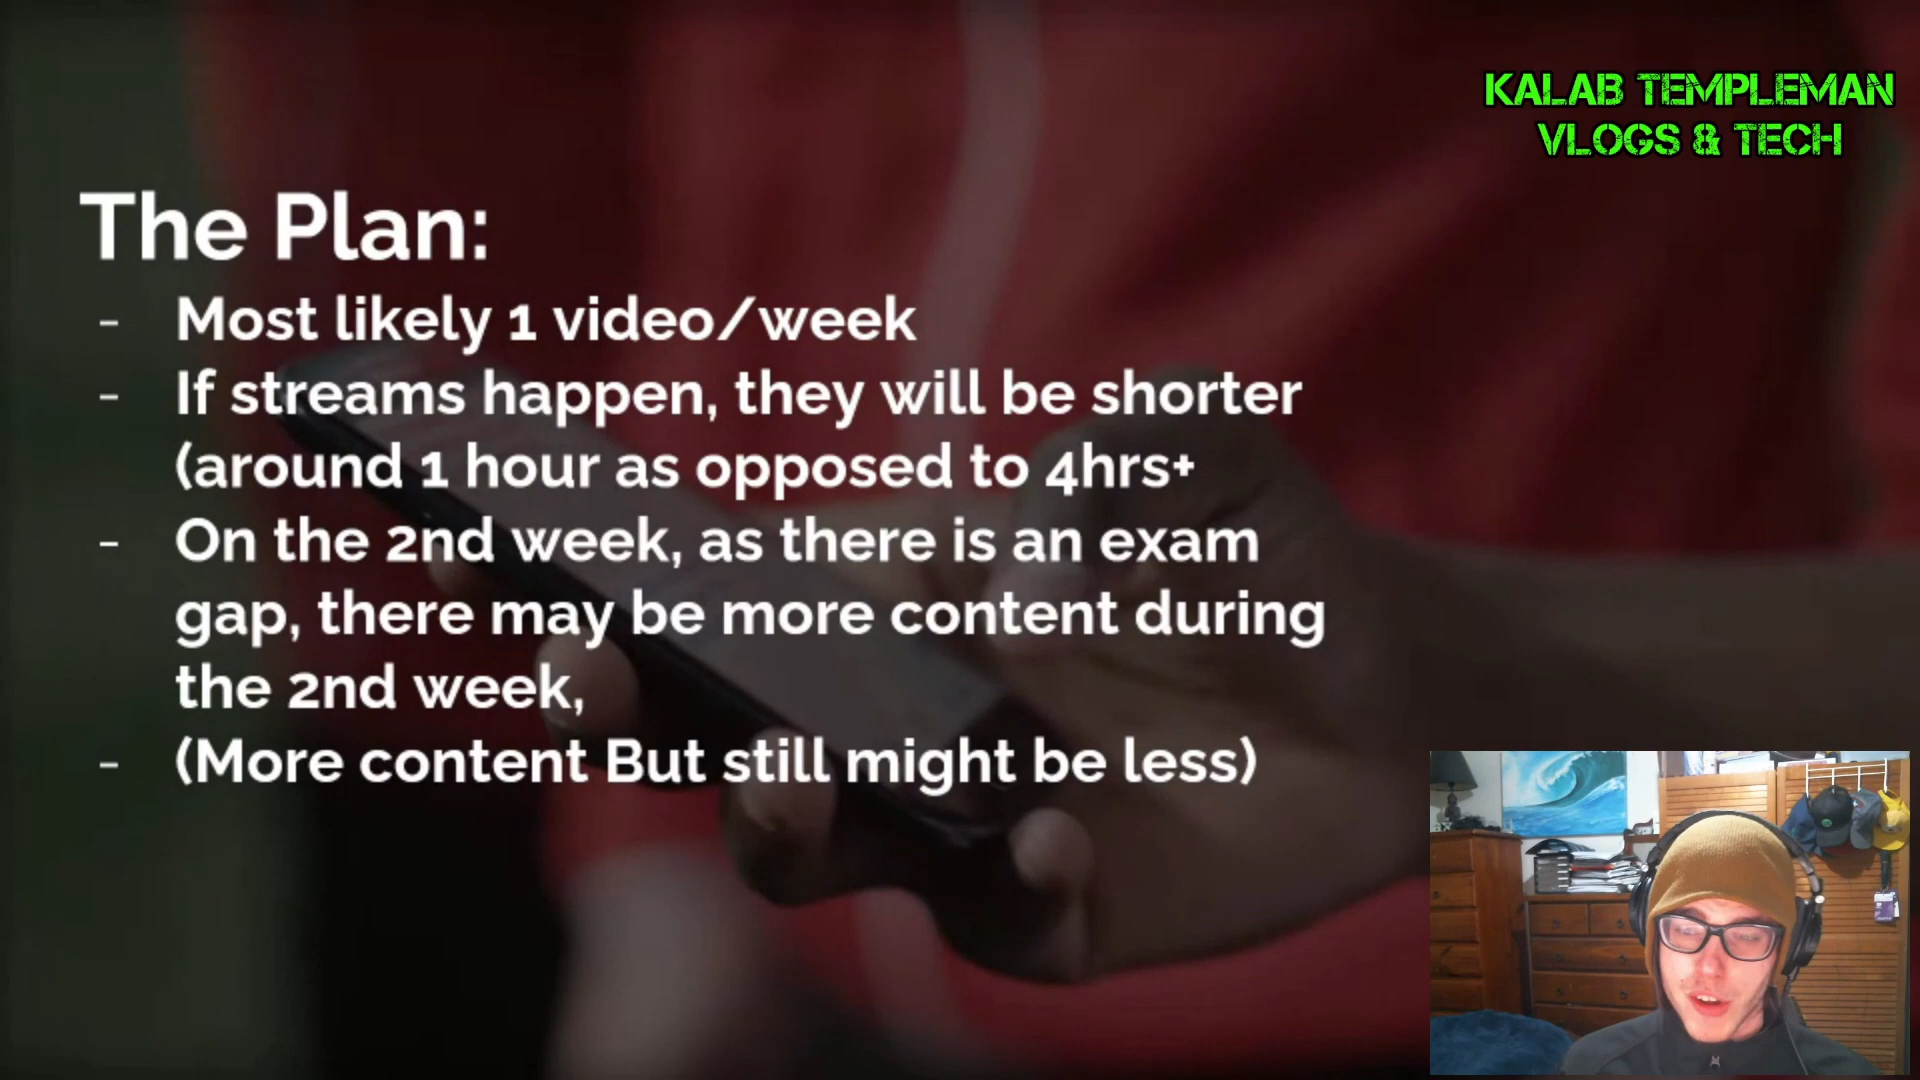 KALAB TEMPLEMAN
VLOGS & TECH
The Plan:
- Most likely 1 video/week
- If streams happen, they will be shorter
(around 1 hour as opposed to 4hrs+
- On the 2nd week, as there is an exam
gap, there may be more content during
the 2nd week,
- (More content But still might be less)